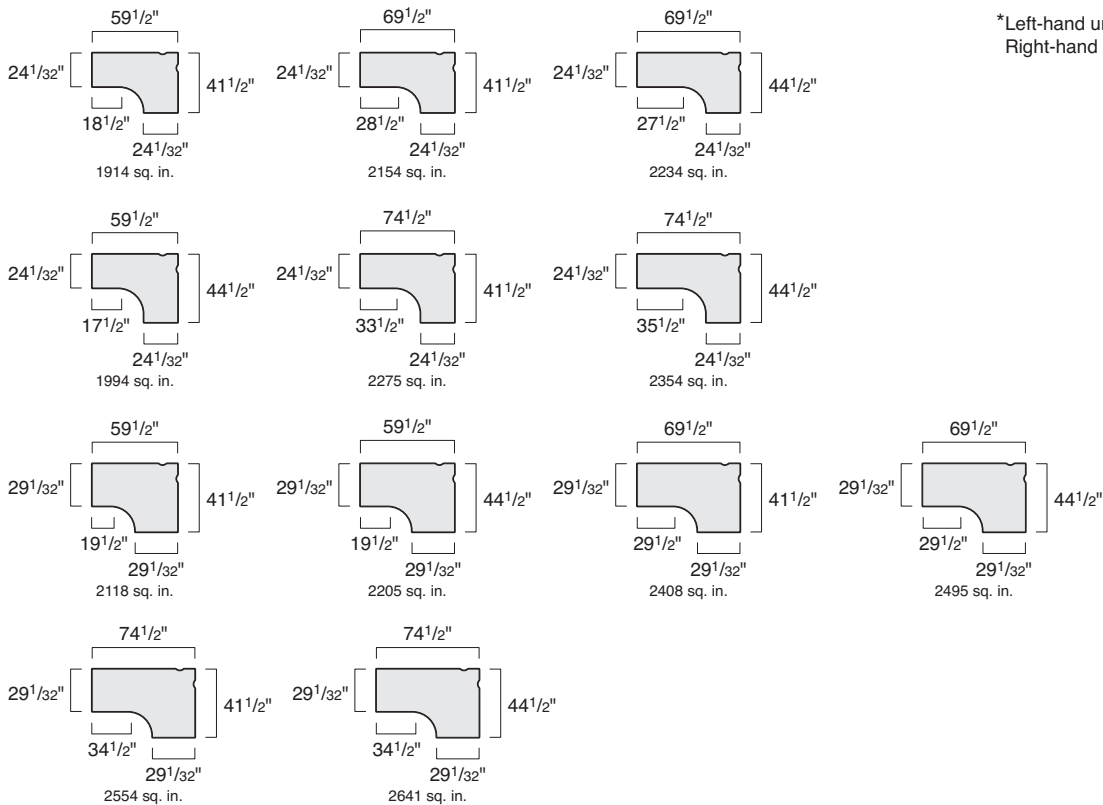 59 1/2" 69 1/2" 69 1/2"
*Left-hand
Right-hand
24 1/32" 41 1/2" 24 1/32" 41 1/2" 24 1/32" 44 1/2"
18 1/2" 28 1/2" 27 1/2"
24 1/32" 24 1/32" 24 1/32"
1914 sq. in. 2154 sq. in. 2234 sq. in.
59 1/2" 74 1/2" 74 1/2"
24 1/32" 44 1/2" 24 1/32" 41 1/2" 24 1/32" 44 1/2"
17 1/2" 33 1/2" 35 1/2"
24 1/32" 24 1/32" 24 1/32"
1994 sq. in. 2275 sq. in. 2354 sq. in.
59 1/2" 59 1/2" 69 1/2" 69 1/2"
29 1/32" 41 1/2" 29 1/32" 44 1/2" 29 1/32" 41 1/2" 29 1/32" 44 1/2"
19 1/2" 19 1/2" 29 1/2" 29 1/2"
29 1/32" 29 1/32" 29 1/32" 29 1/32"
2118 sq. in. 2205 sq. in. 2408 sq. in. 2495 sq. in.
74 1/2" 74 1/2"
29 1/32" 41 1/2" 29 1/32" 44 1/2"
34 1/2" 34 1/2"
29 1/32" 29 1/32"
2554 sq. in. 2641 sq. in.